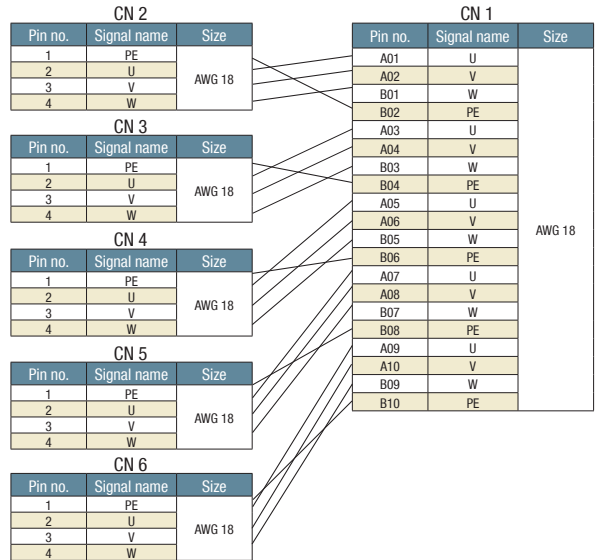 CN 2
Pin no. Signal name Size
1 PE
2 U
3 V
4 W
AWG 18
CN 3
Pin no. Signal name Size
1 PE
2 U
3 V
4 W
AWG 18
CN 4
Pin no. Signal name Size
1 PE
2 U
3 V
4 W
AWG 18
CN 5
Pin no. Signal name Size
1 PE
2 U
3 V
4 W
AWG 18
CN 6
Pin no. Signal name Size
1 PE
2 U
3 V
4 W
AWG 18
CN 1
Pin no. Signal name Size
A01 U
A02 V
B01 W
B02 PE
A03 U
A04 V
B03 W
B04 PE
A05 U
A06 V
B05 W
B06 PE
A07 U
A08 V
B07 W
B08 PE
A09 U
A10 V
B09 W
B10 PE
AWG 18